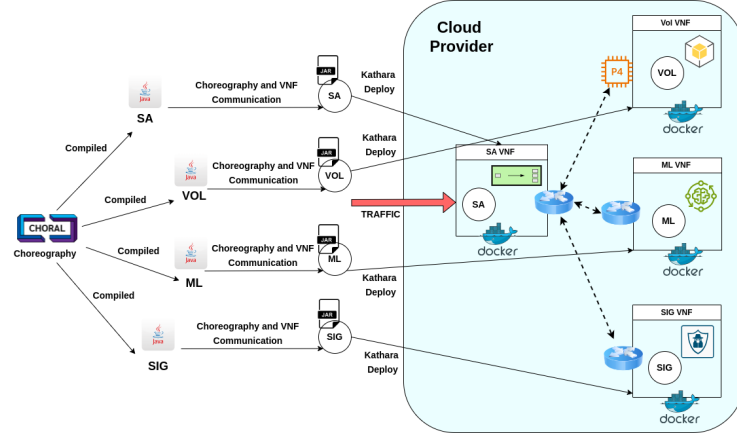 Cloud
Provider
Vol VNF
P4
VOL
docker
JAR
SA
Kathara
Deploy
Java
SA
Choreography and VNF
Communication
Compiled
JAR
VOL
Kathara
Deploy
Java
VOL
Choreography and VNF
Communication
Compiled
SA VNF
SA
docker
TRAFFIC
ML VNF
ML
docker
CHORAL
Choreography
Compiled
Java
ML
Choreography and VNF
Communication
JAR
ML
Kathara
Deploy
Compiled
Java
SIG
Choreography and VNF
Communication
JAR
SIG
Kathara
Deploy
SIG VNF
SIG
docker